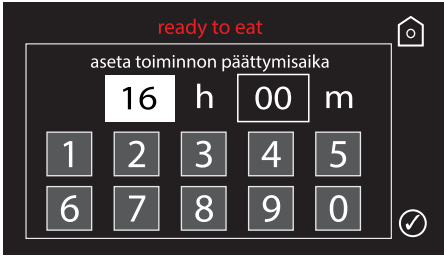 ready to eat
aseta toiminnon päättymisaika
16 h 00 m
1 2 3 4 5
6 7 8 9 0